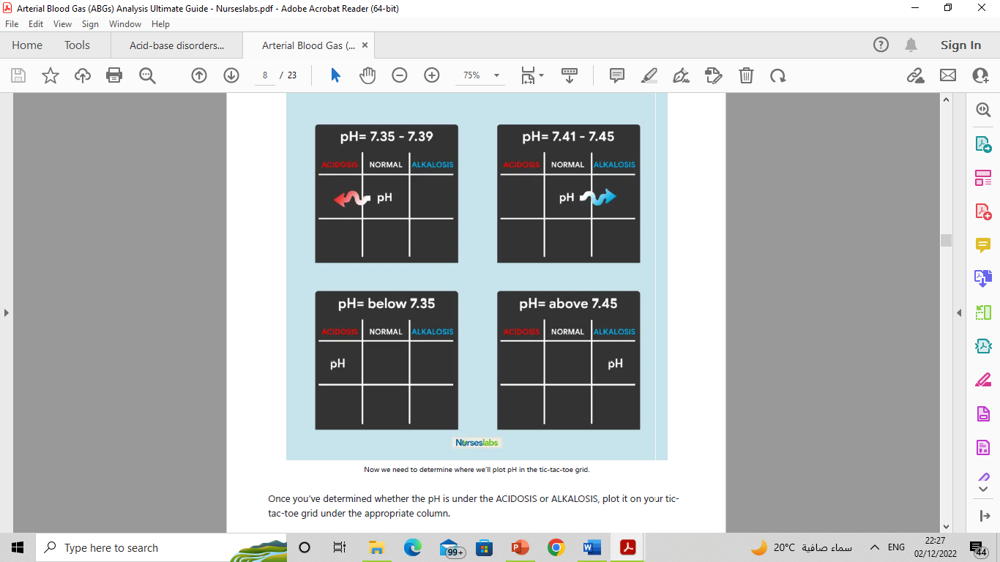 Arterial Blood Gas (ABGs) Analysis Ultimate Guide - Nurseslabs.pdf - Adobe Acrobat Reader (64-bit)
File Edit View Sign Window Help
Home Tools Acid-base disorders... Arterial Blood Gas (... ×
8 / 23 75% Sign In
pH= 7.35 - 7.39
ACIDOSIS NORMAL ALKALOSIS
pH
pH= 7.41 - 7.45
ACIDOSIS NORMAL ALKALOSIS
pH
pH= below 7.35
ACIDOSIS NORMAL ALKALOSIS
pH
pH= above 7.45
ACIDOSIS NORMAL ALKALOSIS
pH
Nurseslabs
Now we need to determine where we'll plot pH in the tic-tac-toe grid.
Once you've determined whether the pH is under the ACIDOSIS or ALKALOSIS, plot it on your tic-
tac-toe grid under the appropriate column.
Type here to search
99+
20°C سماء صافية
ENG
22:27
02/12/2022
44